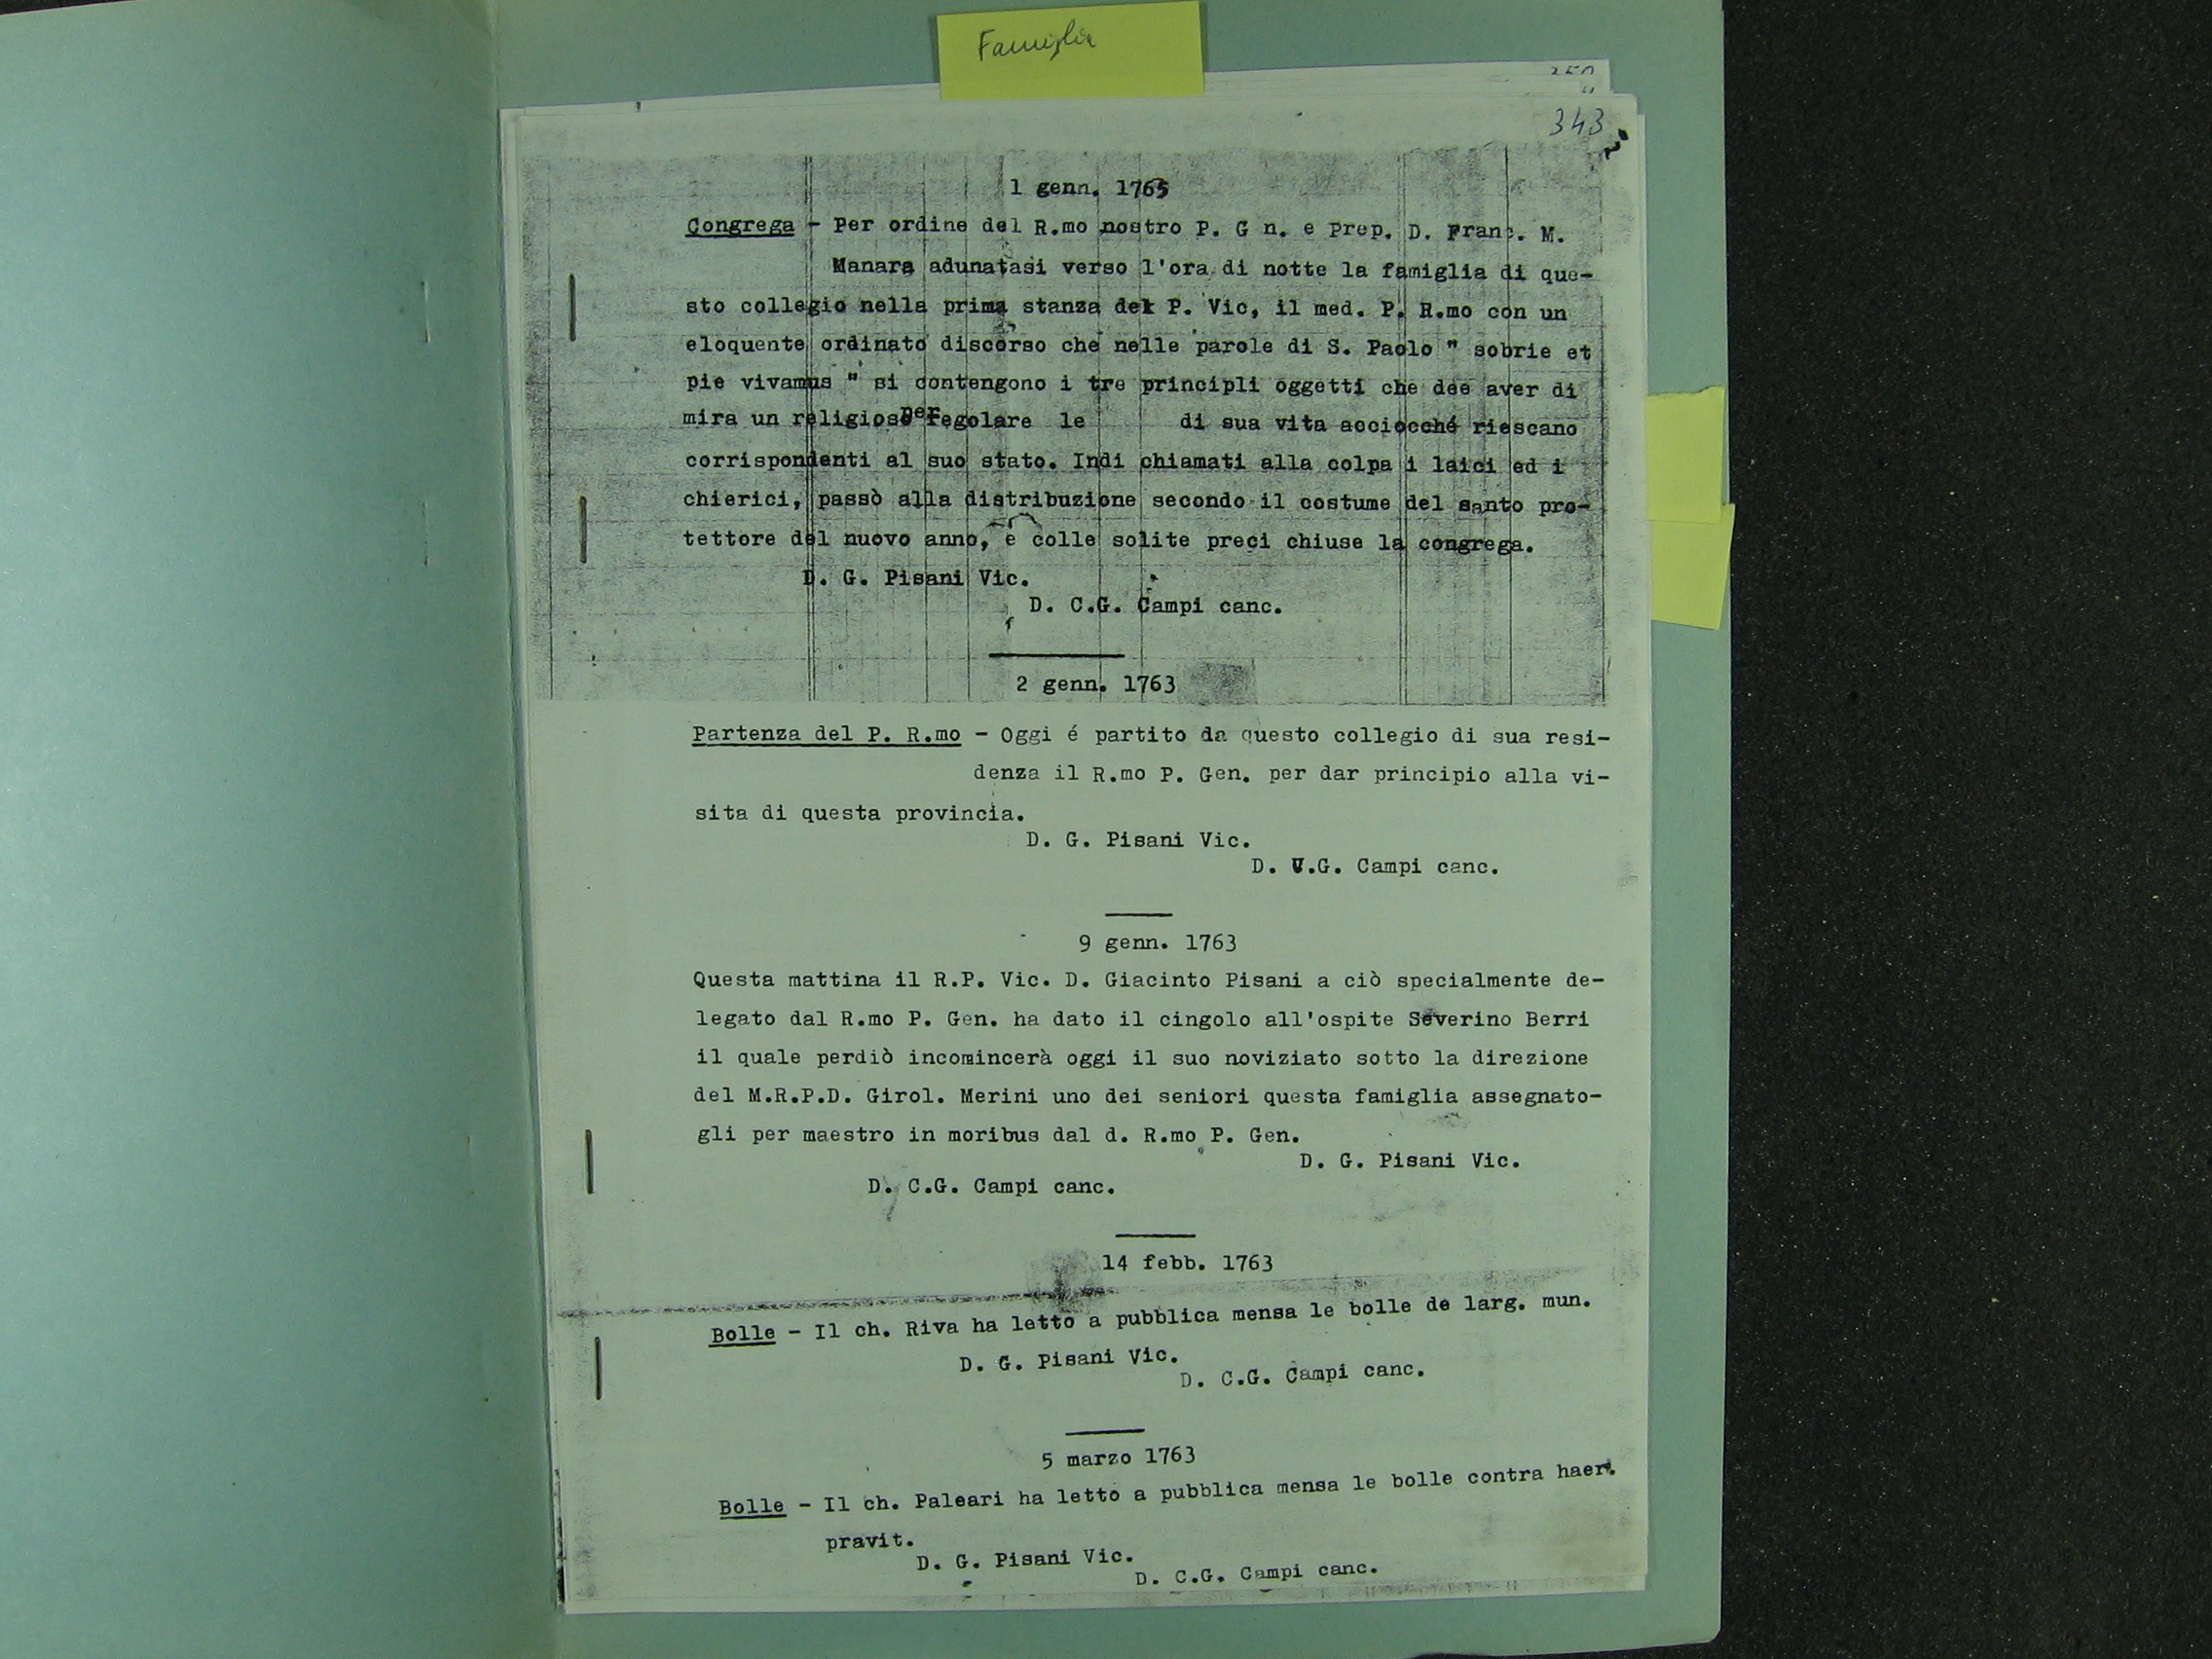 Famiglia
350
343
1 genn. 1763
Congrega - Per ordine del R.mo nostro P. G n. e Prep. D. Franc. M.
Manara adunatasi verso l'ora di notte la famiglia di que-
sto collegio nella prima stanza del P. Vic, il med. P. R.mo con un
eloquente ordinato discorso che nelle parole di S. Paolo " sobrie et
pie vivamus " si contengono i tre principli oggetti che dee aver di
mira un religioso per regolare le di sua vita acciocché riescano
corrispondenti al suo stato. Indi chiamati alla colpa i laici ed i
chierici, passò alla distribuzione secondo il costume del santo pro-
tettore del nuovo anno, e colle solite preci chiuse la congrega.
D. G. Pisani Vic.
D. C.G. Campi canc.
2 genn. 1763
Partenza del P. R.mo - Oggi é partito da questo collegio di sua resi-
denza il R.mo P. Gen. per dar principio alla vi-
sita di questa provincia.
D. G. Pisani Vic.
D. C.G. Campi canc.
9 genn. 1763
Questa mattina il R.P. Vic. D. Giacinto Pisani a ciò specialmente de-
legato dal R.mo P. Gen. ha dato il cingolo all'ospite Severino Berri
il quale perdiò incomincerà oggi il suo noviziato sotto la direzione
del M.R.P.D. Girol. Merini uno dei seniori questa famiglia assegnato-
gli per maestro in moribus dal d. R.mo P. Gen.
D. G. Pisani Vic.
D. C.G. Campi canc.
14 febb. 1763
Bolle - Il ch. Riva ha letto a pubblica mensa le bolle de larg. mun.
D. G. Pisani Vic.
D. C.G. Campi canc.
5 marzo 1763
Bolle - Il ch. Paleari ha letto a pubblica mensa le bolle contra haer.
pravit.
D. G. Pisani Vic.
D. C.G. Campi canc.